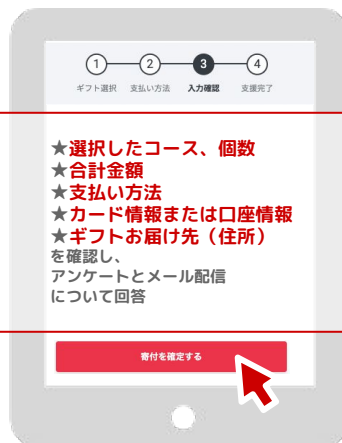 1 2 3 4
ギフト選択 支払い方法 入力確認 支援完了
★選択したコース、個数
★合計金額
★支払い方法
★カード情報または口座情報
★ギフトお届け先（住所）
を確認し、
アンケートとメール配信
について回答
寄付を確定する